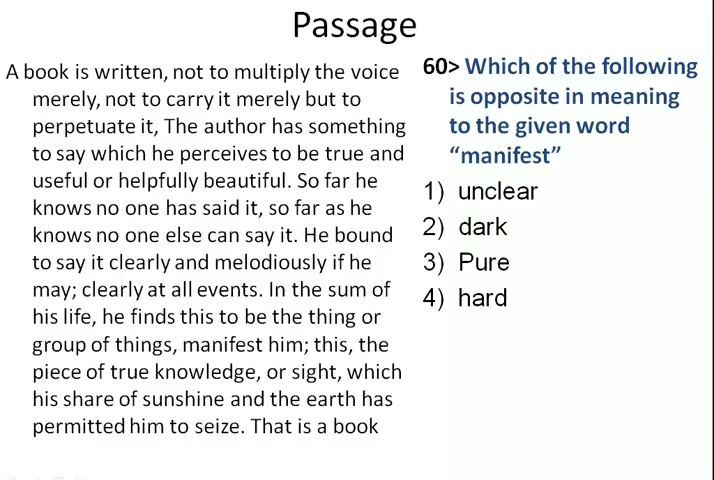 Passage
A book is written, not to multiply the voice
merely, not to carry it merely but to
perpetuate it, The author has something
to say which he perceives to be true and
useful or helpfully beautiful. So far he
knows no one has said it, so far as he
knows no one else can say it. He bound
to say it clearly and melodiously if he
may; clearly at all events. In the sum of
his life, he finds this to be the thing or
group of things, manifest him; this, the
piece of true knowledge, or sight, which
his share of sunshine and the earth has
permitted him to seize. That is a book
60> Which of the following
is opposite in meaning
to the given word
“manifest”
1) unclear
2) dark
3) Pure
4) hard